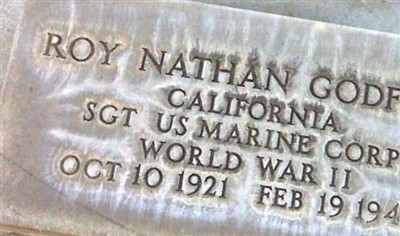 ROY NATHAN GODF
CALIFORNIA
SGT US MARINE CORP
WORLD WAR II
OCT 10 1921 FEB 19 194